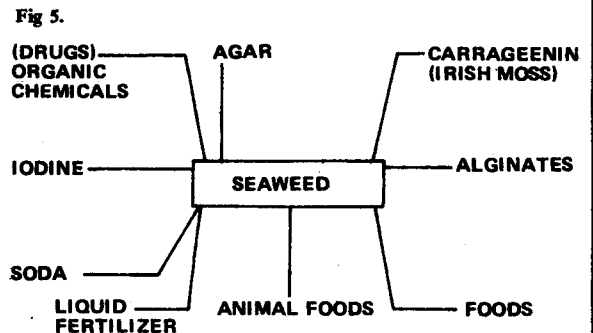 Fig 5.
(DRUGS)
ORGANIC
CHEMICALS
AGAR
CARRAGEENIN
(IRISH MOSS)
IODINE
SEAWEED
ALGINATES
SODA
LIQUID
FERTILIZER
ANIMAL FOODS
FOODS